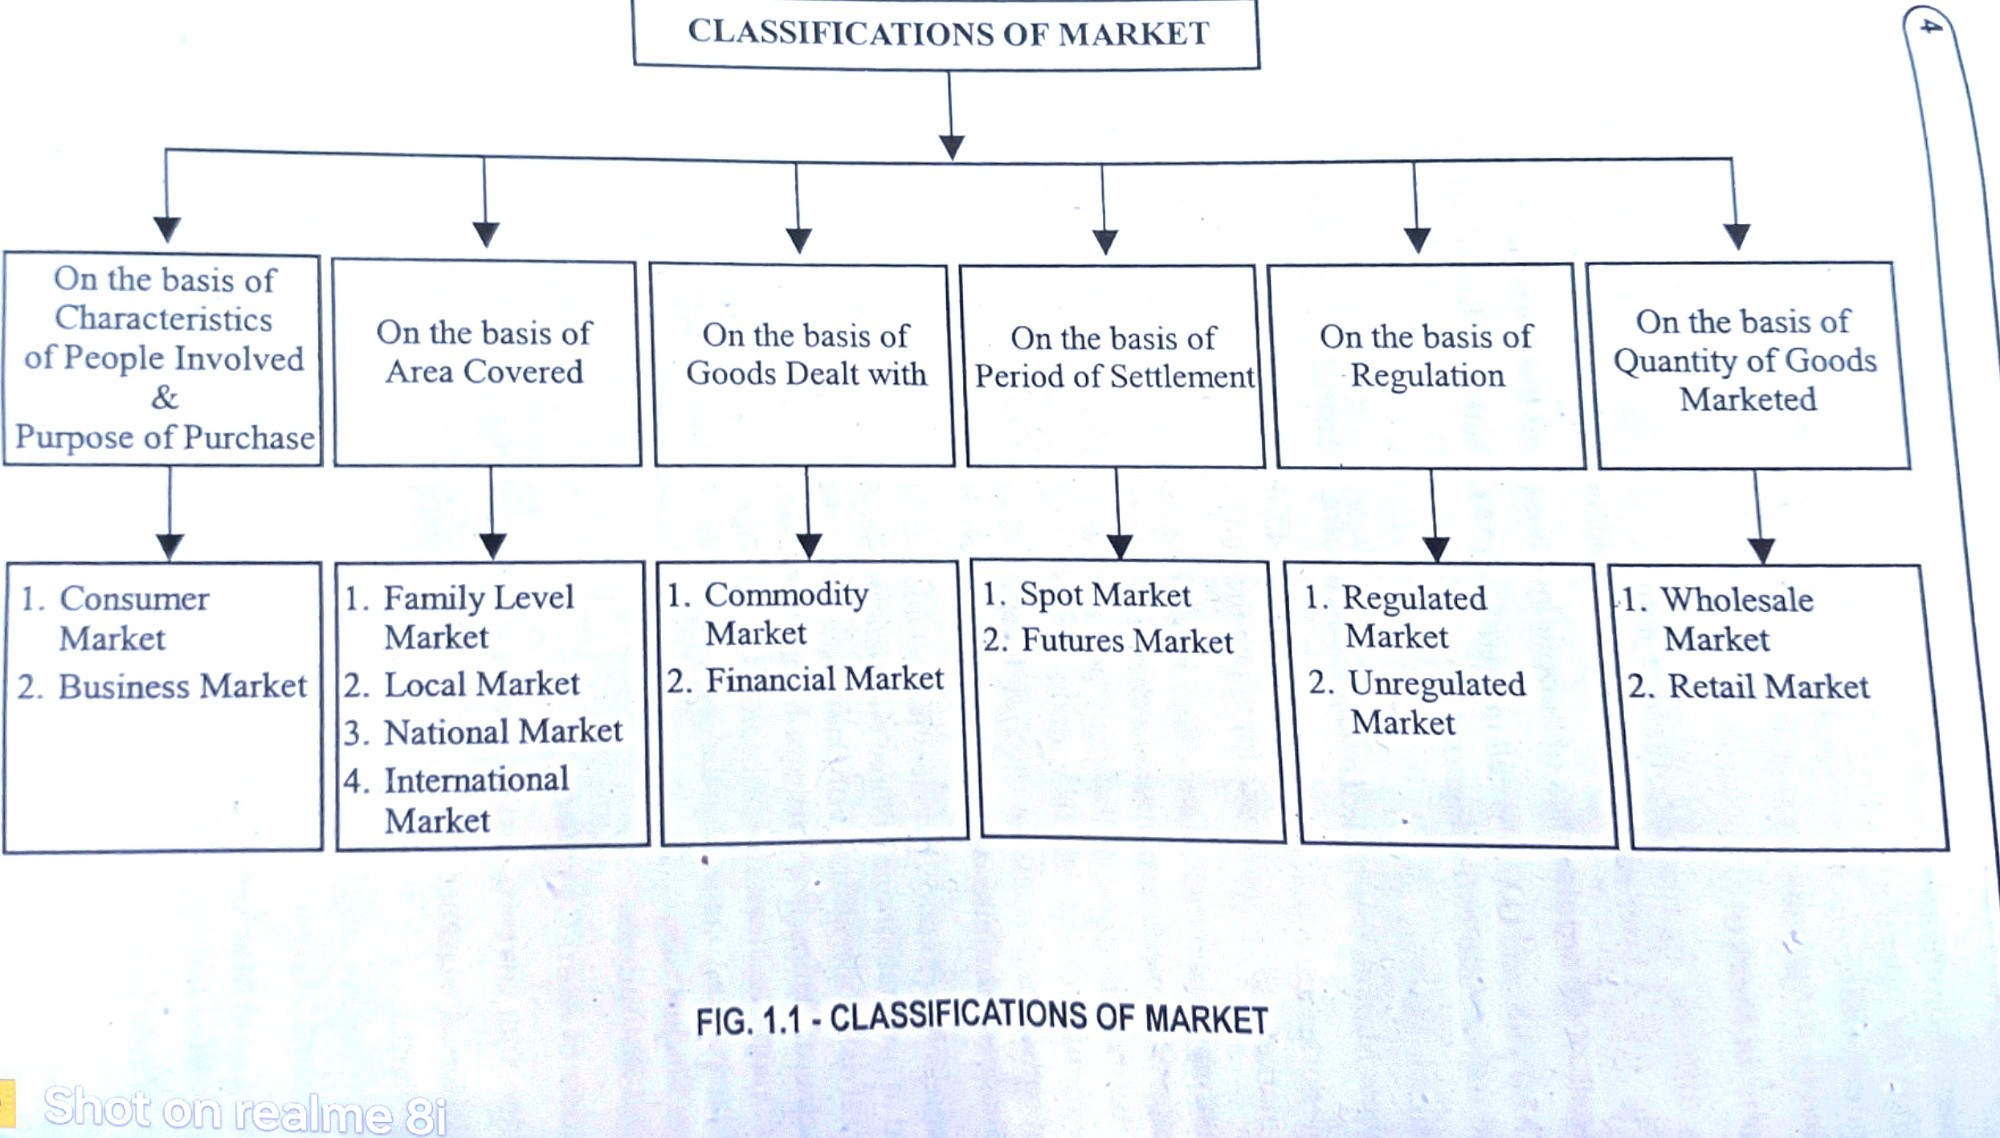 CLASSIFICATIONS OF MARKET
4
On the basis of
Characteristics
of People Involved
&
Purpose of Purchase
On the basis of
Area Covered
On the basis of
Goods Dealt with
On the basis of
Period of Settlement
On the basis of
Regulation
On the basis of
Quantity of Goods
Marketed
1. Consumer
Market
2. Business Market
1. Family Level
Market
2. Local Market
3. National Market
4. International
Market
1. Commodity
Market
2. Financial Market
1. Spot Market
2. Futures Market
1. Regulated
Market
2. Unregulated
Market
1. Wholesale
Market
2. Retail Market
FIG. 1.1 - CLASSIFICATIONS OF MARKET
Shot on realme 8i